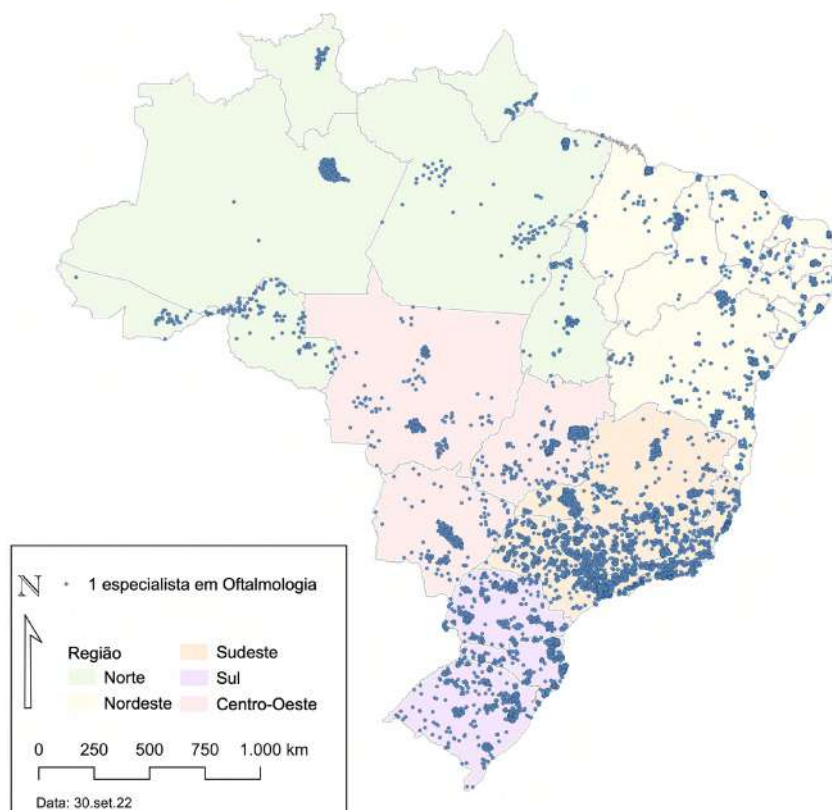 N
1 especialista em Oftalmologia
Região
Norte
Nordeste
Sudeste
Sul
Centro-Oeste
0 250 500 750 1.000 km
Data: 30.set.22